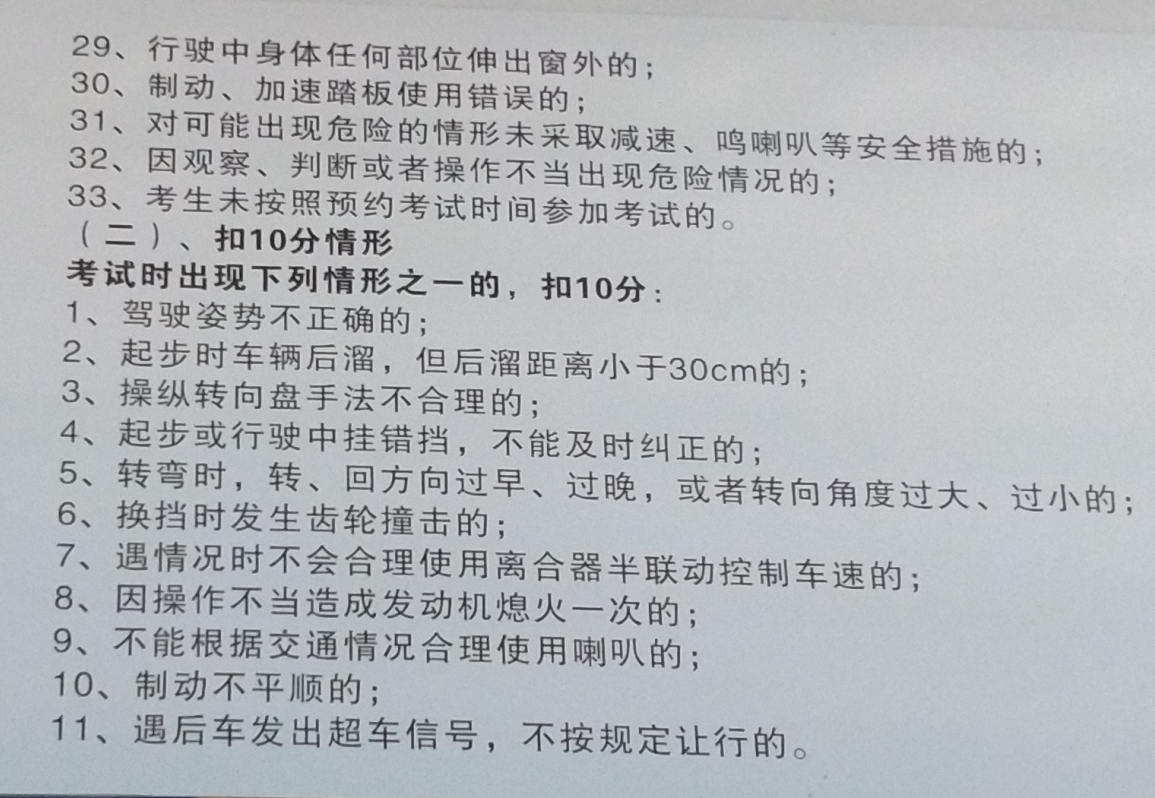 29、行驶中身体任何部位伸出窗外的；
30、制动、加速踏板使用错误的；
31、对可能出现危险的情形未采取减速、鸣喇叭等安全措施的；
32、因观察、判断或者操作不当出现危险情况的；
33、考生未按照预约考试时间参加考试的。
（二）、扣10分情形
考试时出现下列情形之一的，扣10分：
1、驾驶姿势不正确的；
2、起步时车辆后溜，但后溜距离小于30cm的；
3、操纵转向盘手法不合理的；
4、起步或行驶中挂错挡，不能及时纠正的；
5、转弯时，转、回方向过早、过晚，或者转向角度过大、过小的；
6、换挡时发生齿轮撞击的；
7、遇情况时不会合理使用离合器半联动控制车速的；
8、因操作不当造成发动机熄火一次的；
9、不能根据交通情况合理使用喇叭的；
10、制动不平顺的；
11、遇后车发出超车信号，不按规定让行的。